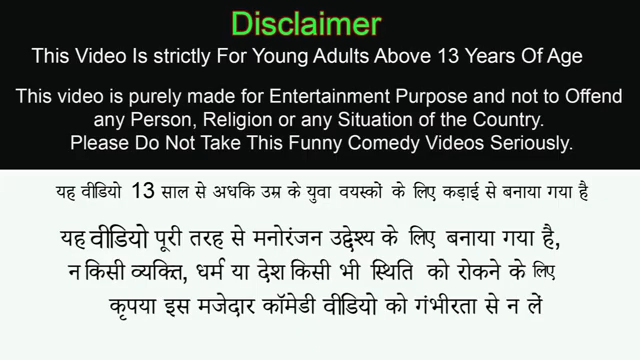 Disclaimer
This Video Is strictly For Young Adults Above 13 Years Of Age
This video is purely made for Entertainment Purpose and not to Offend
any Person, Religion or any Situation of the Country.
Please Do Not Take This Funny Comedy Videos Seriously.
यह वीडियो 13 साल से अधकि उम्र के युवा वयस्कों के लिए कड़ाई से बनाया गया है
यह वीडियो पूरी तरह से मनोरंजन उद्देश्य के लिए बनाया गया है,
न किसी व्यक्ति, धर्म या देश किसी भी स्थिति को रोकने के लिए
कृपया इस मजेदार कॉमेडी वीडियो को गंभीरता से न लें